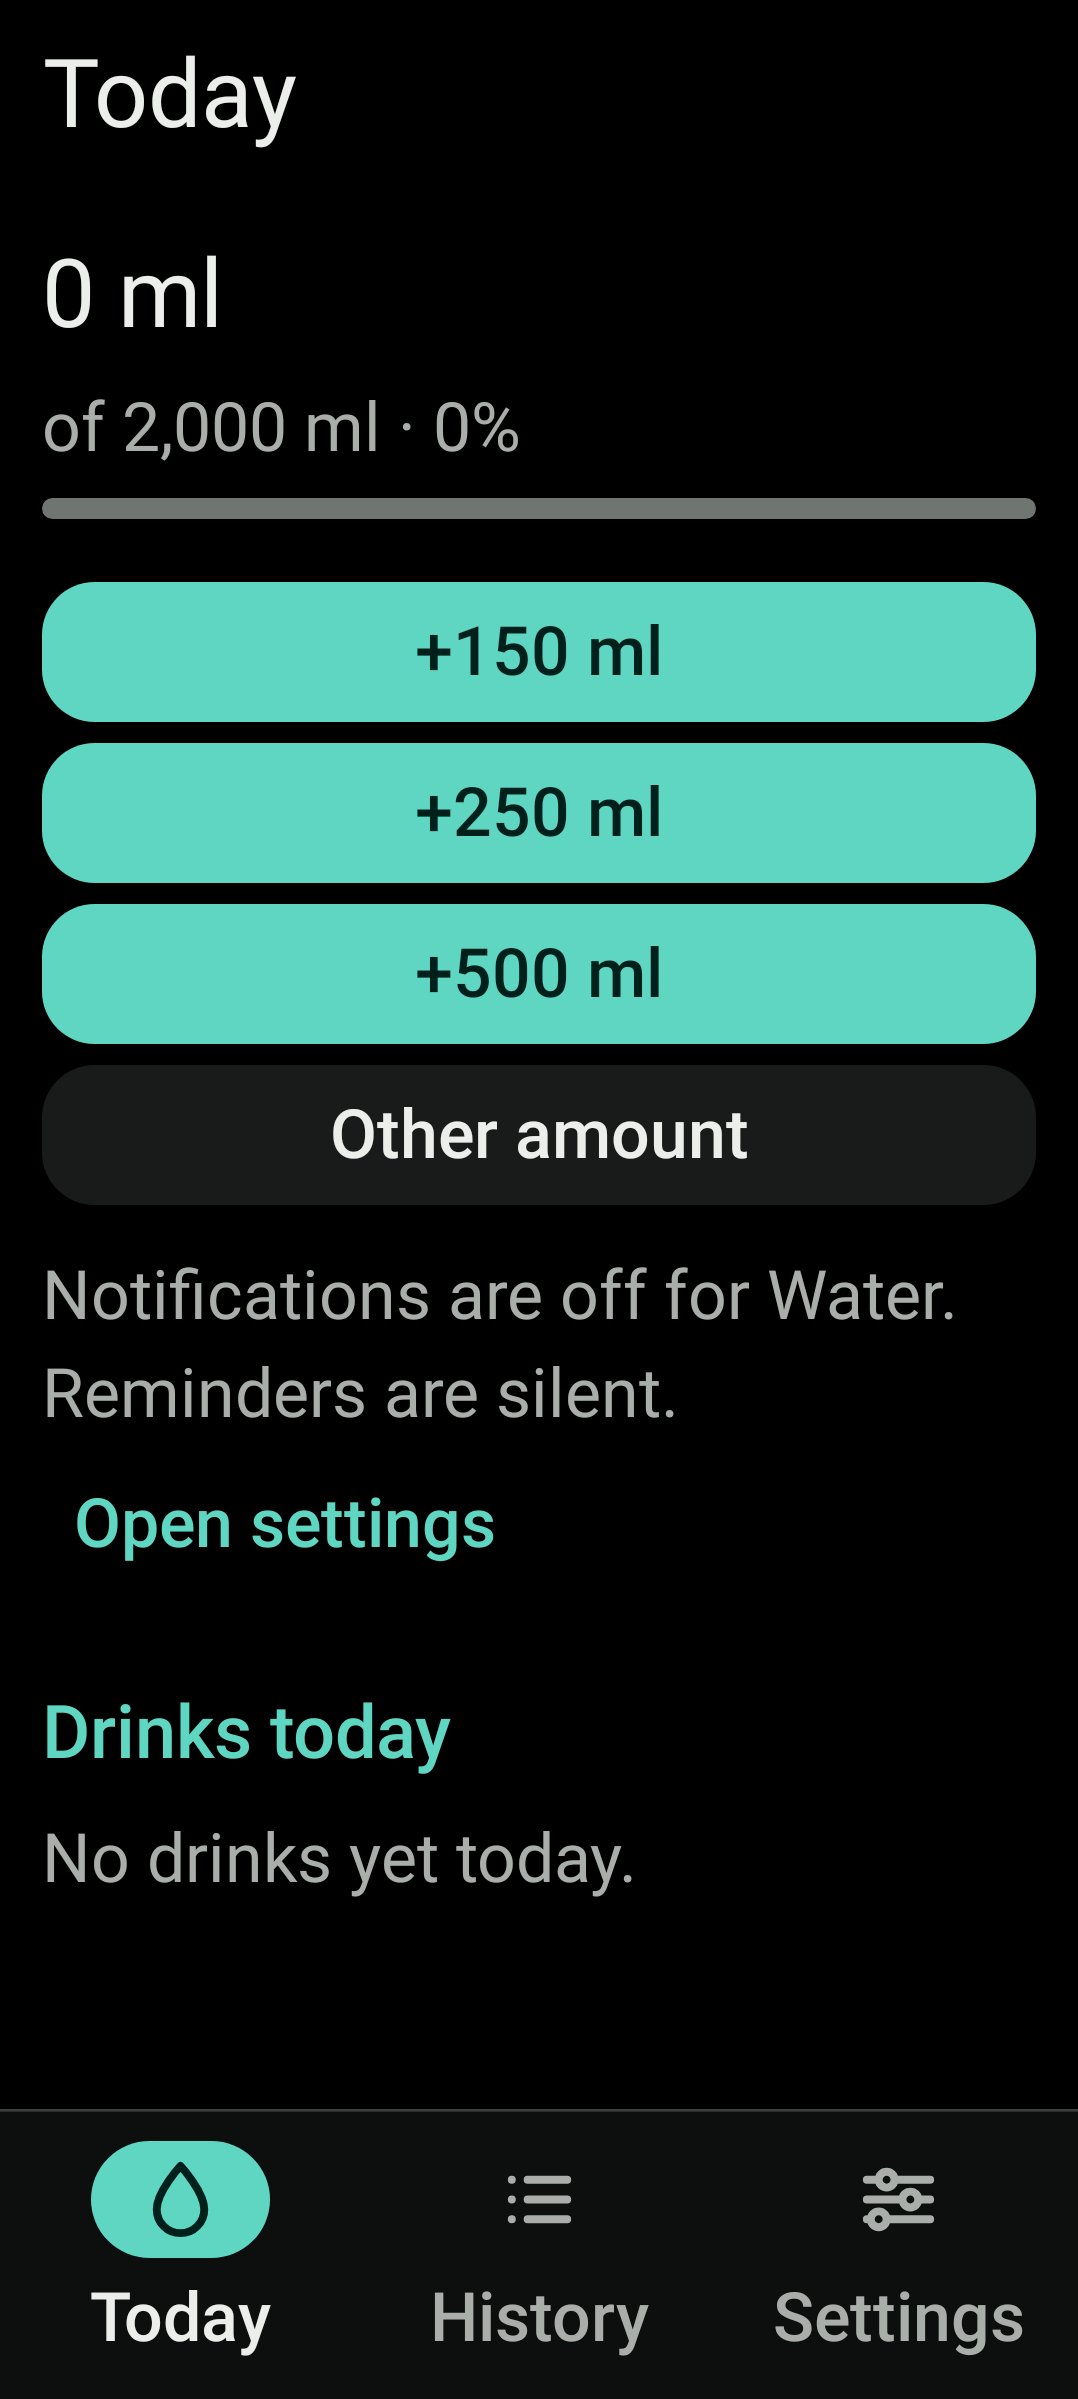 Today
0 ml
of 2,000 ml · 0%
+150 ml
+250 ml
+500 ml
Other amount
Notifications are off for Water.
Reminders are silent.
Open settings
Drinks today
No drinks yet today.
Today
History
Settings